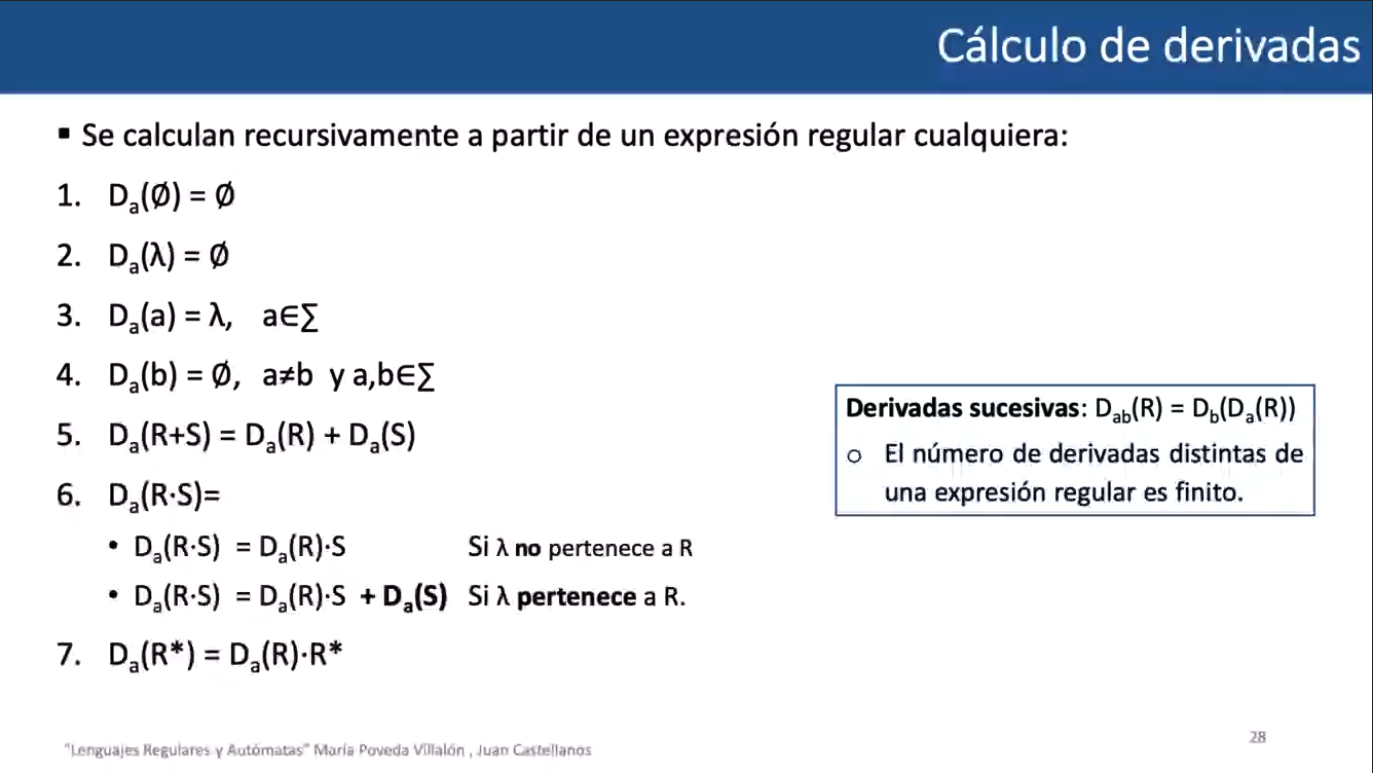 Cálculo de derivadas
▪ Se calculan recursivamente a partir de un expresión regular cualquiera:
1. Dₐ(Ø) = Ø
2. Dₐ(λ) = Ø
3. Dₐ(a) = λ, a∈∑
4. Dₐ(b) = Ø, a≠b y a,b∈∑
5. Dₐ(R+S) = Dₐ(R) + Dₐ(S)
6. Dₐ(R·S)=
• Dₐ(R·S) = Dₐ(R)·S Si λ no pertenece a R
• Dₐ(R·S) = Dₐ(R)·S + Dₐ(S) Si λ pertenece a R.
7. Dₐ(R*) = Dₐ(R)·R*
Derivadas sucesivas: D_ab(R) = D_b(Dₐ(R))
○ El número de derivadas distintas de
una expresión regular es finito.
"Lenguajes Regulares y Autómatas" María Poveda Villalón , Juan Castellanos
28